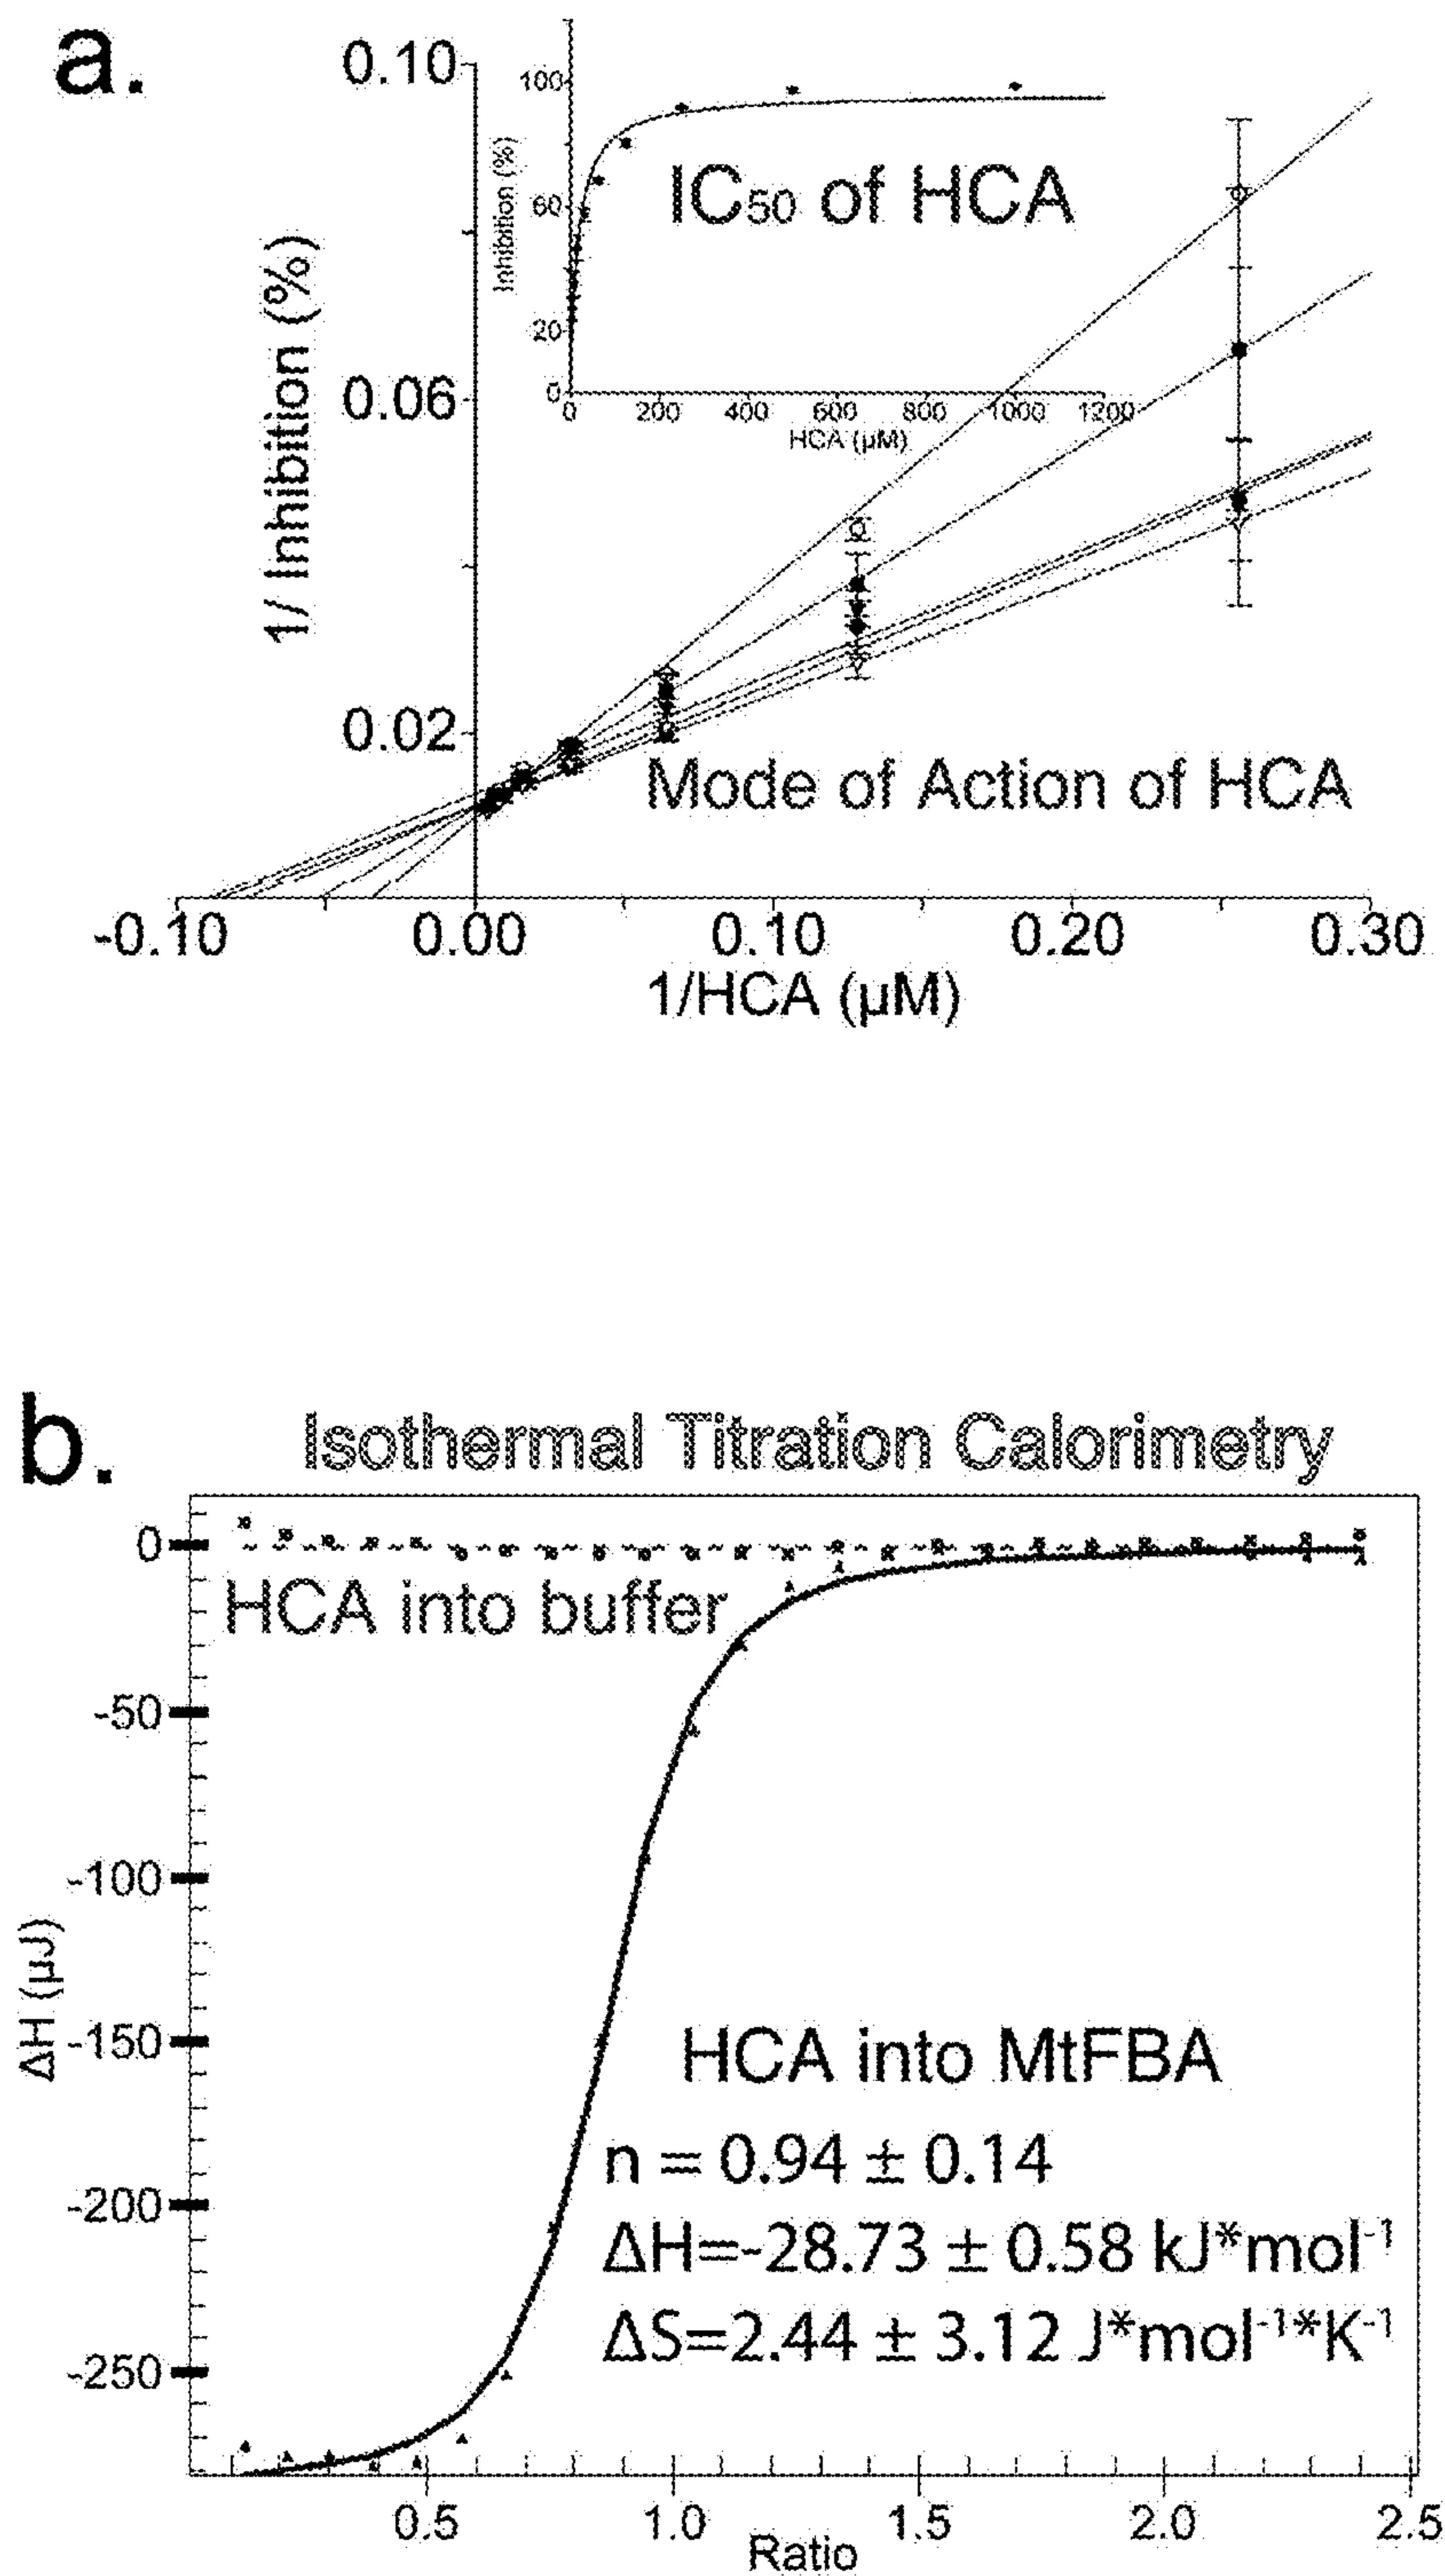 a.
0.10
0.06
0.02
1/ Inhibition (%)
100
60
20
0
Inhibition (%)
IC50 of HCA
0 200 400 600 800 1000 1200
HCA (µM)
Mode of Action of HCA
-0.10 0.00 0.10 0.20 0.30
1/HCA (µM)
b.
Isothermal Titration Calorimetry
0
-50
-100
-150
-200
-250
ΔH (µJ)
HCA into buffer
HCA into MtFBA
n = 0.94 ± 0.14
ΔH=-28.73 ± 0.58 kJ*mol-1
ΔS=2.44 ± 3.12 J*mol-1*K-1
0.5 1.0 1.5 2.0 2.5
Ratio